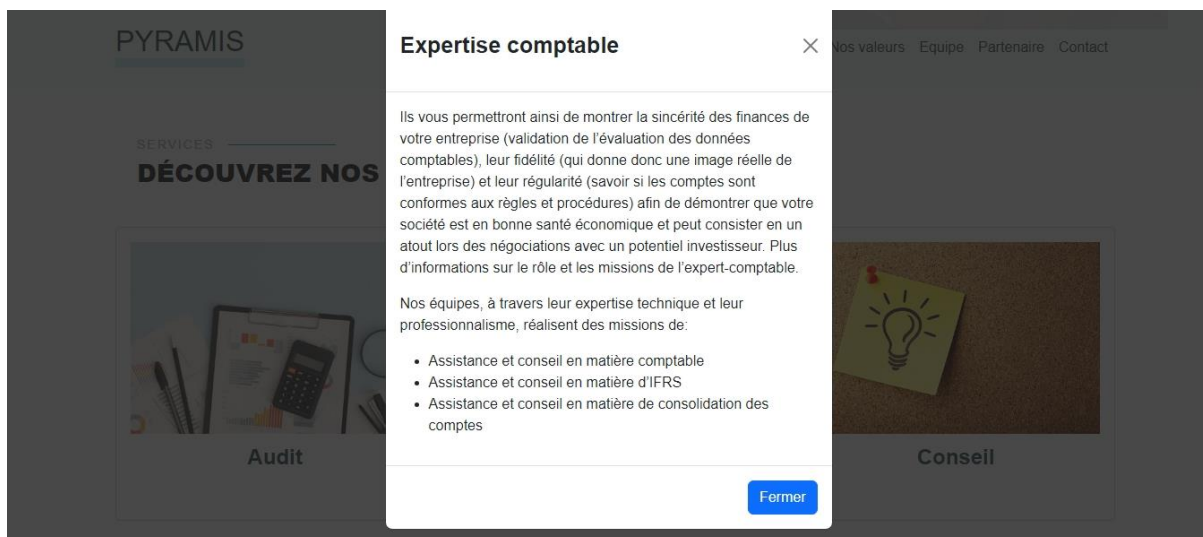 PYRAMIS
Nos valeurs Equipe Partenaire Contact
SERVICES
DÉCOUVREZ NOS
Expertise comptable
Ils vous permettront ainsi de montrer la sincérité des finances de
votre entreprise (validation de l’évaluation des données
comptables), leur fidélité (qui donne donc une image réelle de
l’entreprise) et leur régularité (savoir si les comptes sont
conformes aux règles et procédures) afin de démontrer que votre
société est en bonne santé économique et peut consister en un
atout lors des négociations avec un potentiel investisseur. Plus
d’informations sur le rôle et les missions de l’expert-comptable.
Nos équipes, à travers leur expertise technique et leur
professionnalisme, réalisent des missions de:
• Assistance et conseil en matière comptable
• Assistance et conseil en matière d’IFRS
• Assistance et conseil en matière de consolidation des
comptes
Fermer
Audit
Conseil